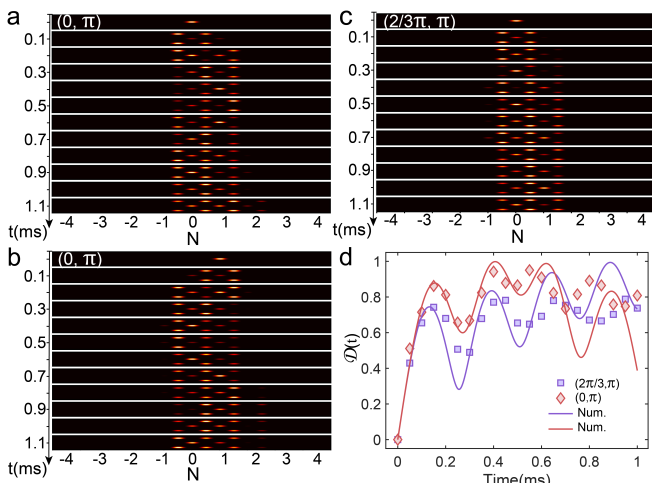 a
(0, π)
0.1
0.3
0.5
0.7
0.9
1.1
t(ms)
-4 -3 -2 -1 0 1 2 3 4
N
b
(0, π)
0.1
0.3
0.5
0.7
0.9
1.1
t(ms)
-4 -3 -2 -1 0 1 2 3 4
N
c
(2/3π, π)
0.1
0.3
0.5
0.7
0.9
1.1
t(ms)
-4 -3 -2 -1 0 1 2 3 4
N
d
1
0.8
0.6
0.4
0.2
0
𝒟(t)
(2π/3,π)
(0,π)
Num.
Num.
0 0.2 0.4 0.6 0.8 1
Time(ms)